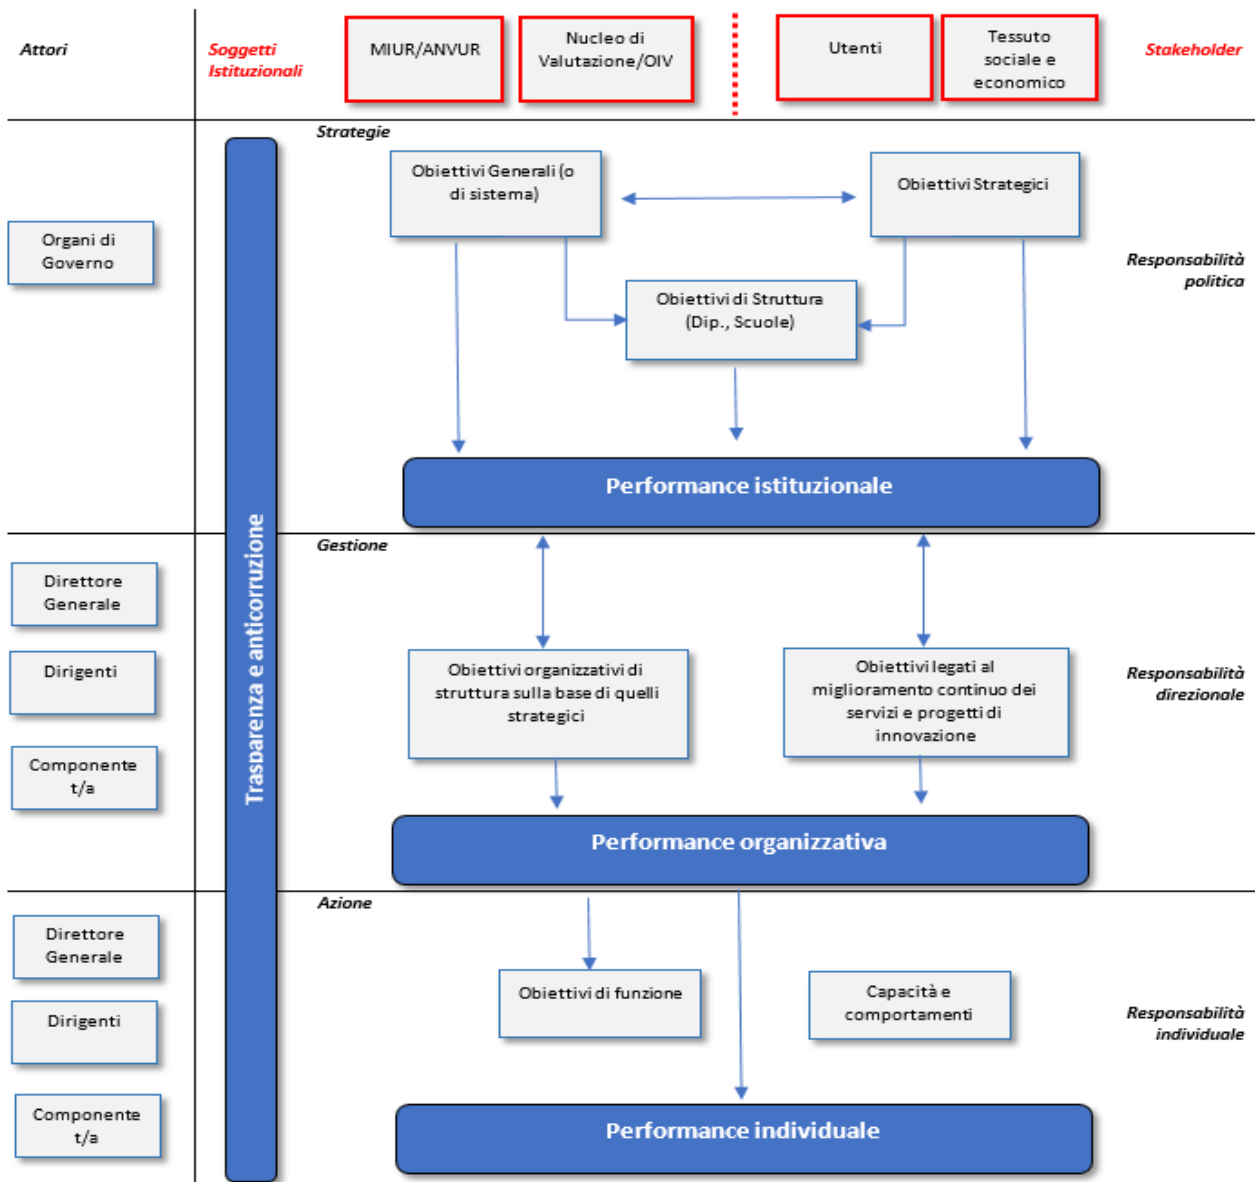 Attori
Soggetti
Istituzionali
MIUR/ANVUR
Nucleo di
Valutazione/OIV
Utenti
Tessuto
sociale e
economico
Stakeholder
Strategie
Organi di
Governo
Obiettivi Generali (o
di sistema)
Obiettivi Strategici
Obiettivi di Struttura
(Dip., Scuole)
Responsabilità
politica
Performance istituzionale
Trasparenza e anticorruzione
Gestione
Direttore
Generale
Dirigenti
Componente
t/a
Obiettivi organizzativi di
struttura sulla base di quelli
strategici
Obiettivi legati al
miglioramento continuo dei
servizi e progetti di
innovazione
Responsabilità
direzionale
Performance organizzativa
Azione
Direttore
Generale
Dirigenti
Componente
t/a
Obiettivi di funzione
Capacità e
comportamenti
Responsabilità
individuale
Performance individuale